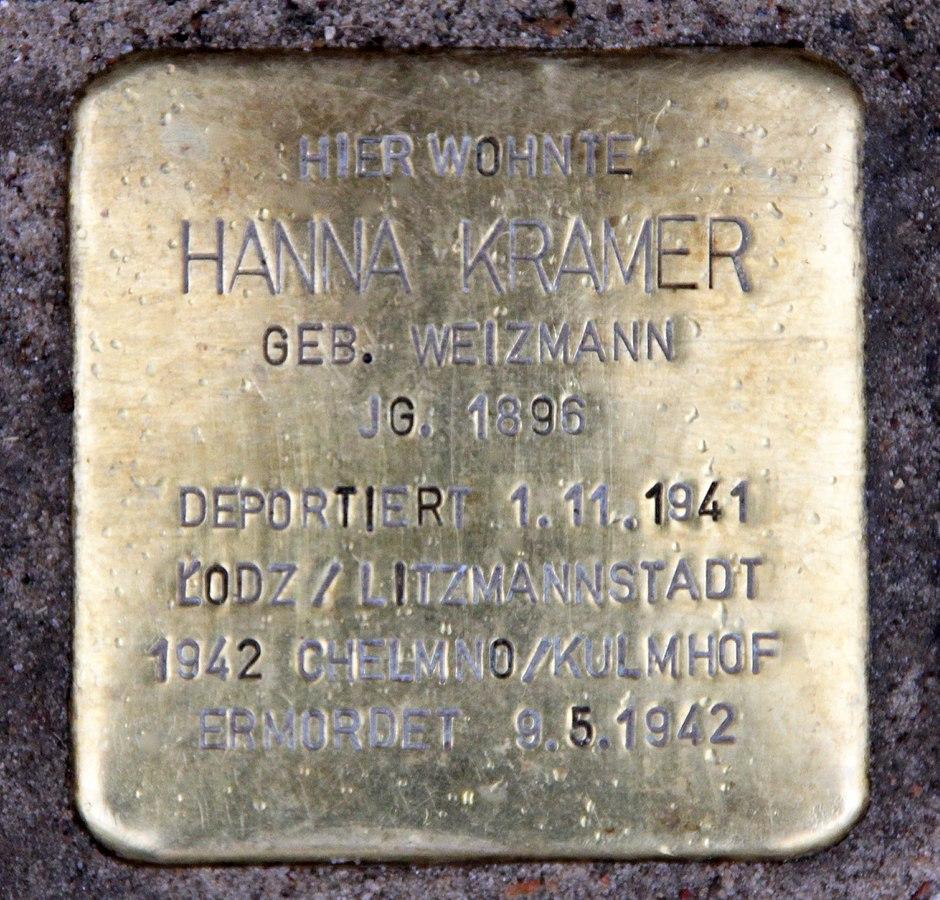 HIER WOHNTE
HANNA KRAMER
GEB. WEIZMANN
JG. 1896
DEPORTIERT 1.11.1941
ŁODZ / LITZMANNSTADT
1942 CHELMNO/KULMHOF
ERMORDET 9.5.1942